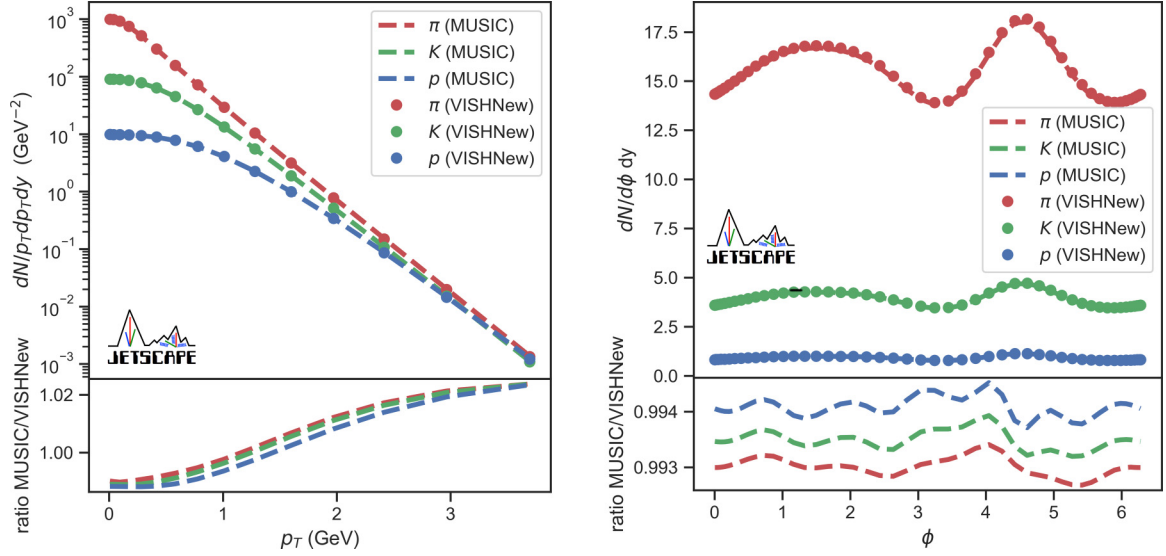 10³
10²
10¹
10⁰
10⁻¹
10⁻²
10⁻³
dN/p_T dp_T dy (GeV⁻²)
π (MUSIC)
K (MUSIC)
p (MUSIC)
π (VISHNew)
K (VISHNew)
p (VISHNew)
JETSCAPE
1.02
1.00
ratio MUSIC/VISHNew
0
1
2
3
p_T (GeV)
17.5
15.0
12.5
10.0
7.5
5.0
2.5
0.0
dN/dϕ dy
π (MUSIC)
K (MUSIC)
p (MUSIC)
π (VISHNew)
K (VISHNew)
p (VISHNew)
JETSCAPE
0.994
0.993
ratio MUSIC/VISHNew
0
1
2
3
4
5
6
ϕ